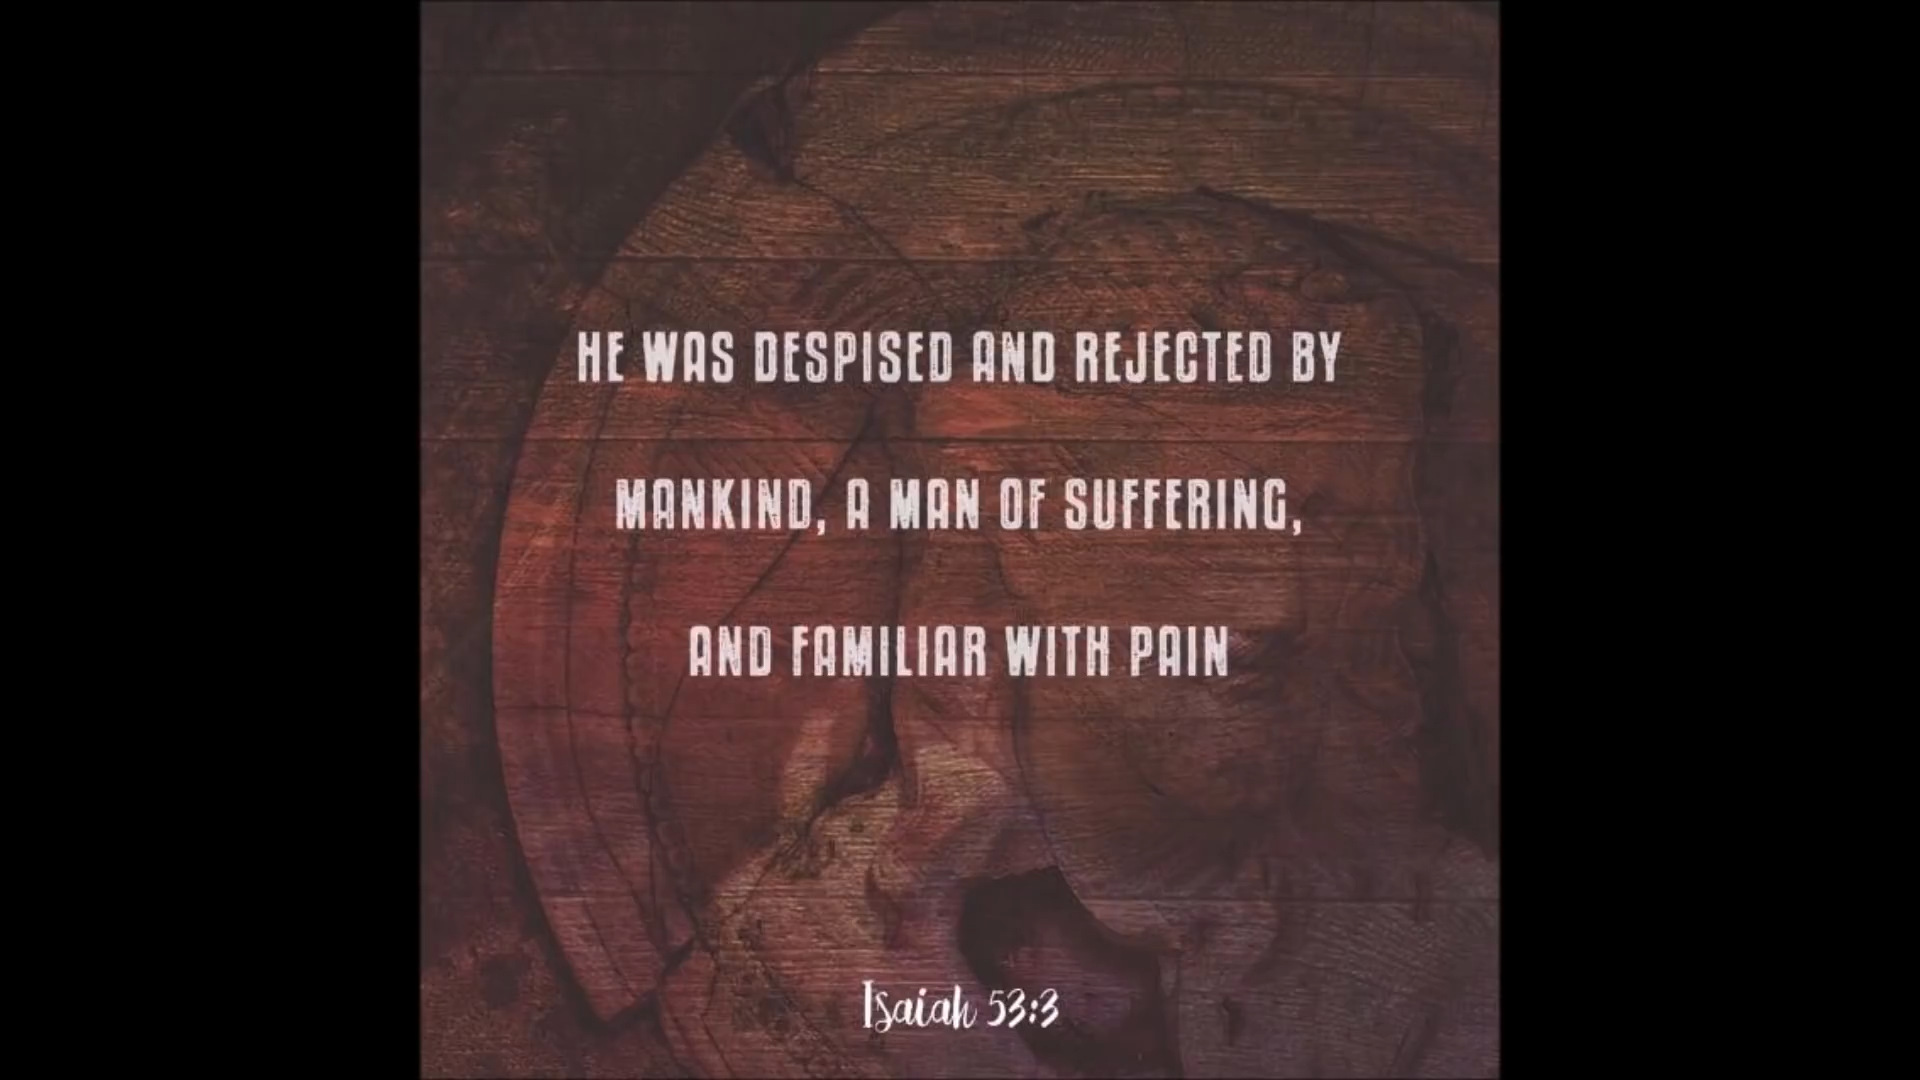 HE WAS DESPISED AND REJECTED BY
MANKIND, A MAN OF SUFFERING,
AND FAMILIAR WITH PAIN
Isaiah 53:3